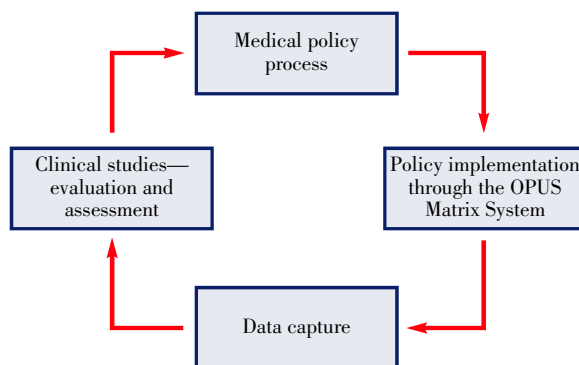 Medical policy
process
Clinical studies—
evaluation and
assessment
Policy implementation
through the OPUS
Matrix System
Data capture